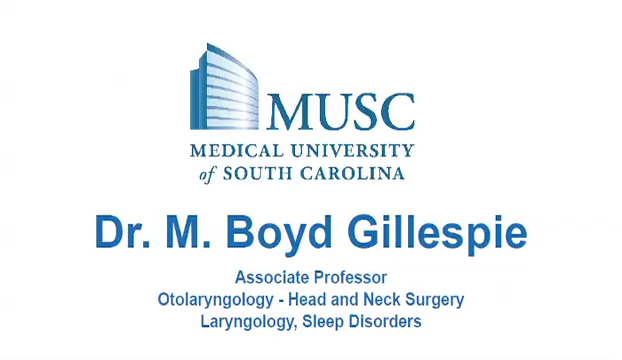 MUSC
MEDICAL UNIVERSITY
of SOUTH CAROLINA
Dr. M. Boyd Gillespie
Associate Professor
Otolaryngology - Head and Neck Surgery
Laryngology, Sleep Disorders